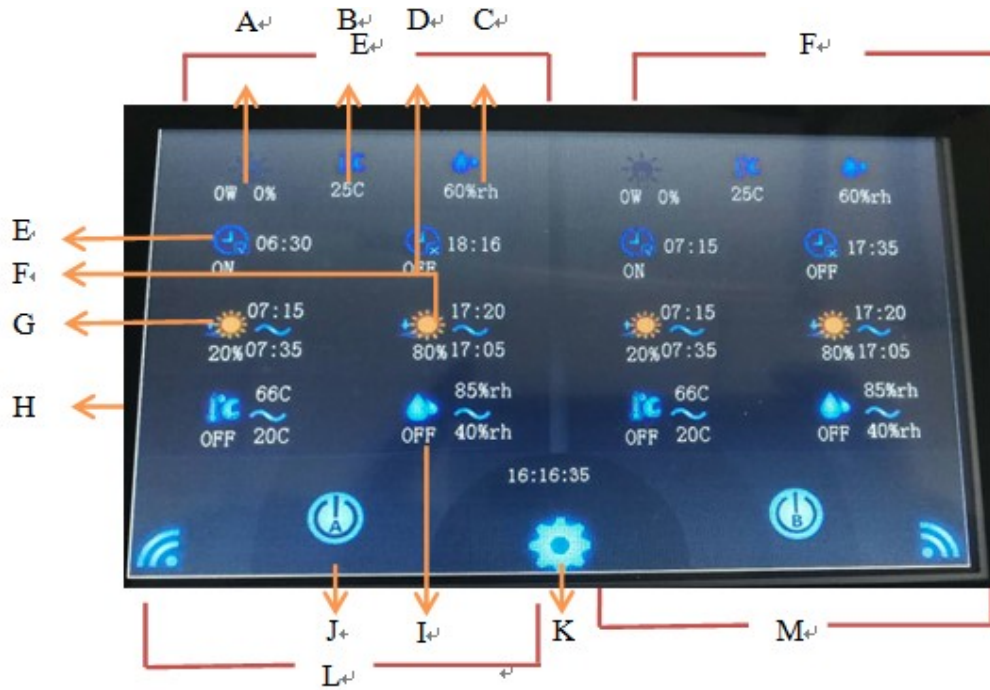 A B D C
E F
0W 0% 25C 60%rh 0W 0% 25C 60%rh
E 06:30 18:16 07:15 17:35
ON OFF ON OFF
F
G 07:15 17:20 07:15 17:20
20% 07:35 80% 17:05 20% 07:35 80% 17:05
H 66C 85%rh 66C 85%rh
OFF 20C OFF 40%rh OFF 20C OFF 40%rh
16:16:35
A B
J I K M
L